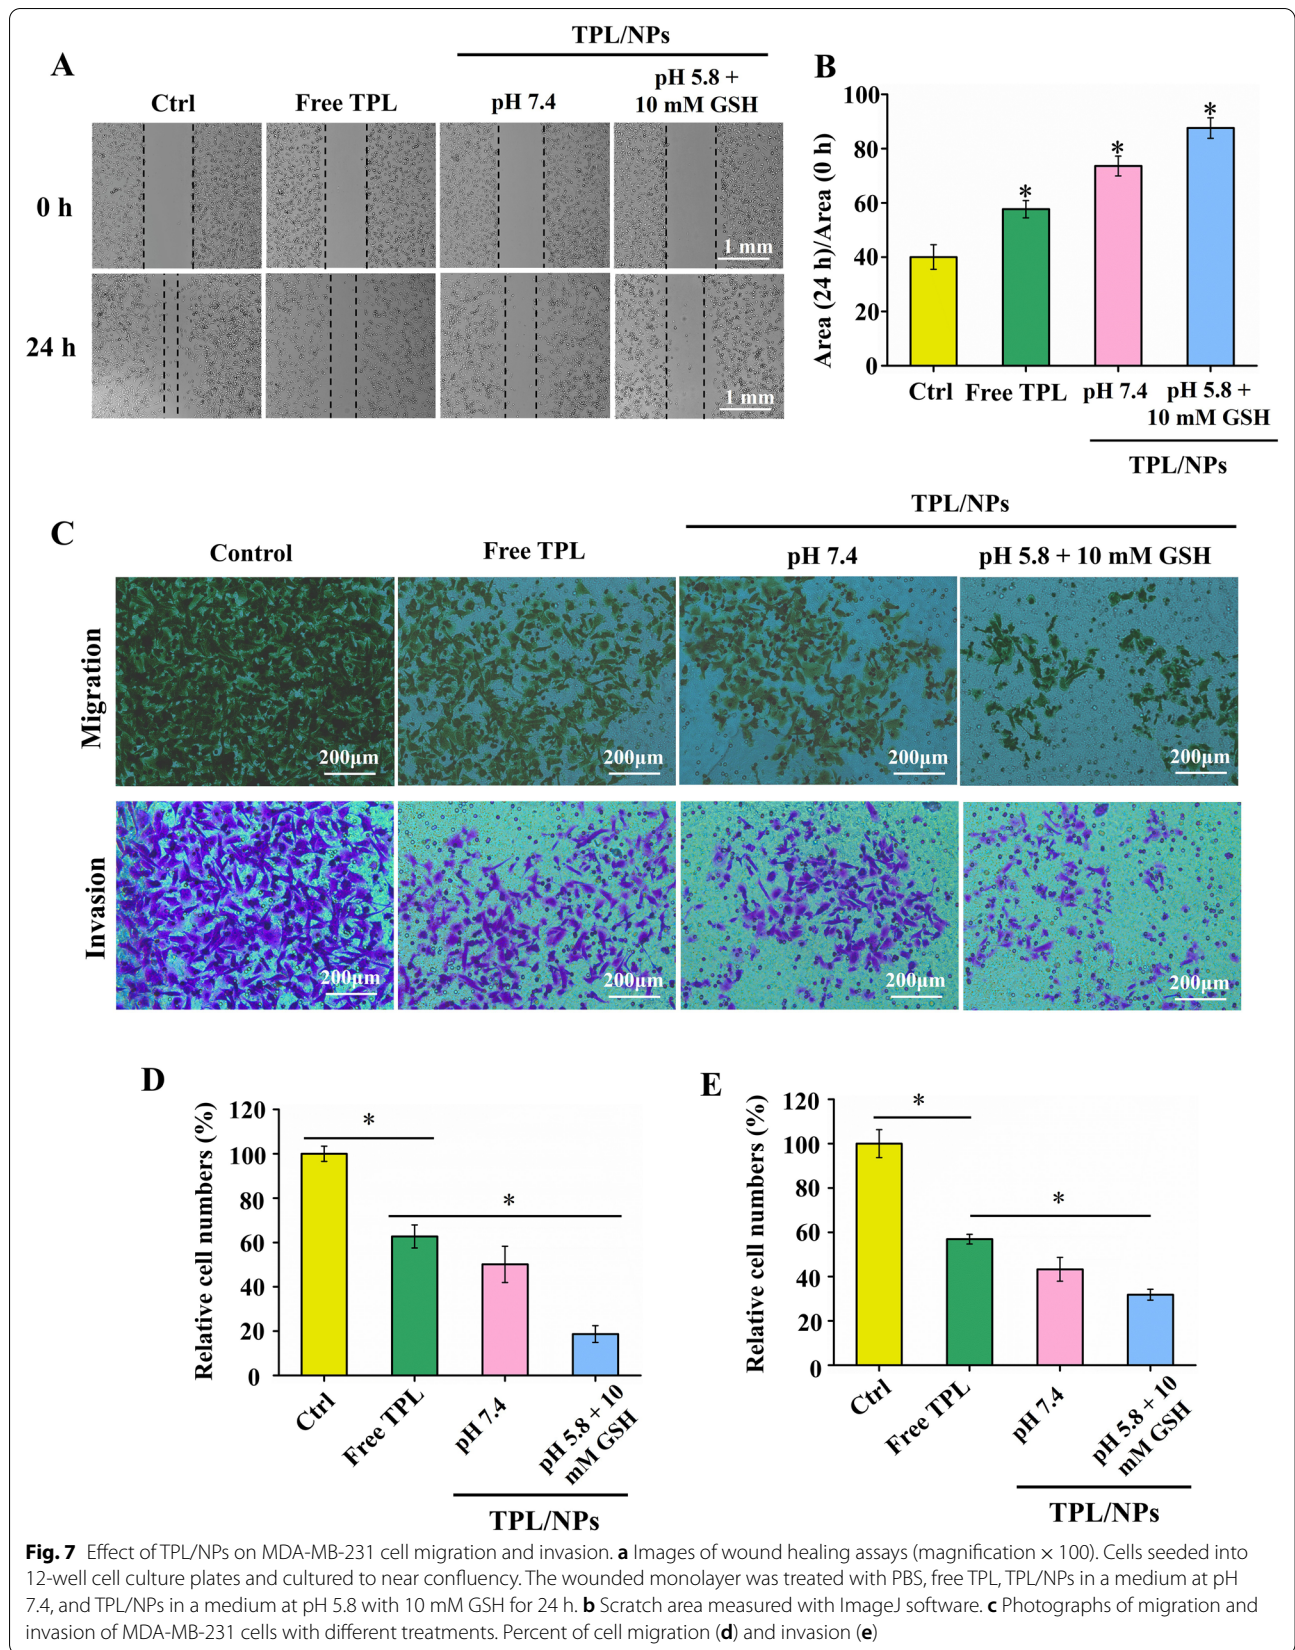 A
TPL/NPs
Ctrl
Free TPL
pH 7.4
pH 5.8 +
10 mM GSH
0 h
1 mm
24 h
1 mm
B
Area (24 h)/Area (0 h)
100
80
60
40
20
0
*
*
*
Ctrl
Free TPL
pH 7.4
pH 5.8 +
10 mM GSH
TPL/NPs
C
TPL/NPs
Control
Free TPL
pH 7.4
pH 5.8 + 10 mM GSH
Migration
200μm
200μm
200μm
200μm
Invasion
200μm
200μm
200μm
200μm
D
Relative cell numbers (%)
120
100
80
60
40
20
0
*
*
Ctrl
Free TPL
pH 7.4
pH 5.8 + 10
mM GSH
TPL/NPs
E
Relative cell numbers (%)
120
100
80
60
40
20
0
*
*
Ctrl
Free TPL
pH 7.4
pH 5.8 + 10
mM GSH
TPL/NPs
Fig. 7 Effect of TPL/NPs on MDA-MB-231 cell migration and invasion. a Images of wound healing assays (magnification × 100). Cells seeded into
12-well cell culture plates and cultured to near confluency. The wounded monolayer was treated with PBS, free TPL, TPL/NPs in a medium at pH
7.4, and TPL/NPs in a medium at pH 5.8 with 10 mM GSH for 24 h. b Scratch area measured with ImageJ software. c Photographs of migration and
invasion of MDA-MB-231 cells with different treatments. Percent of cell migration (d) and invasion (e)